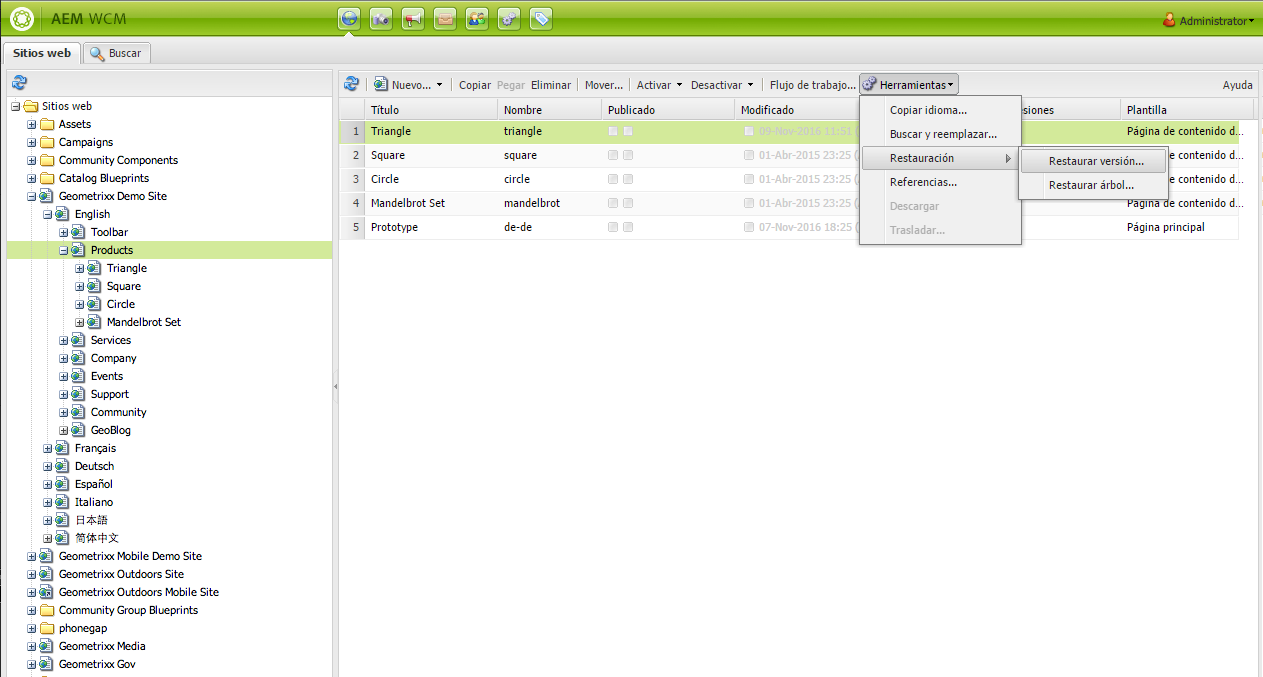 AEM WCM
Administrator
Sitios web
Buscar
Nuevo... Copiar Pegar Eliminar Mover... Activar Desactivar Flujo de trabajo... Herramientas Ayuda
Sitios web
Assets
Campaigns
Community Components
Catalog Blueprints
Geometrixx Demo Site
English
Toolbar
Products
Triangle
Square
Circle
Mandelbrot Set
Services
Company
Events
Support
Community
GeoBlog
Français
Deutsch
Español
Italiano
日本語
简体中文
Geometrixx Mobile Demo Site
Geometrixx Outdoors Site
Geometrixx Outdoors Mobile Site
Community Group Blueprints
phonegap
Geometrixx Media
Geometrixx Gov
Título Nombre Publicado Modificado siones Plantilla
1 Triangle triangle 09-Nov-2016 11:51 ( Página de contenido d...
2 Square square 01-Abr-2015 23:25 ( e contenido d...
3 Circle circle 01-Abr-2015 23:25 ( e contenido d...
4 Mandelbrot Set mandelbrot 01-Abr-2015 23:25 ( Página de contenido d...
5 Prototype de-de 07-Nov-2016 18:25 ( Página principal
Copiar idioma...
Buscar y reemplazar...
Restauración
Referencias...
Descargar
Trasladar...
Restaurar versión...
Restaurar árbol...